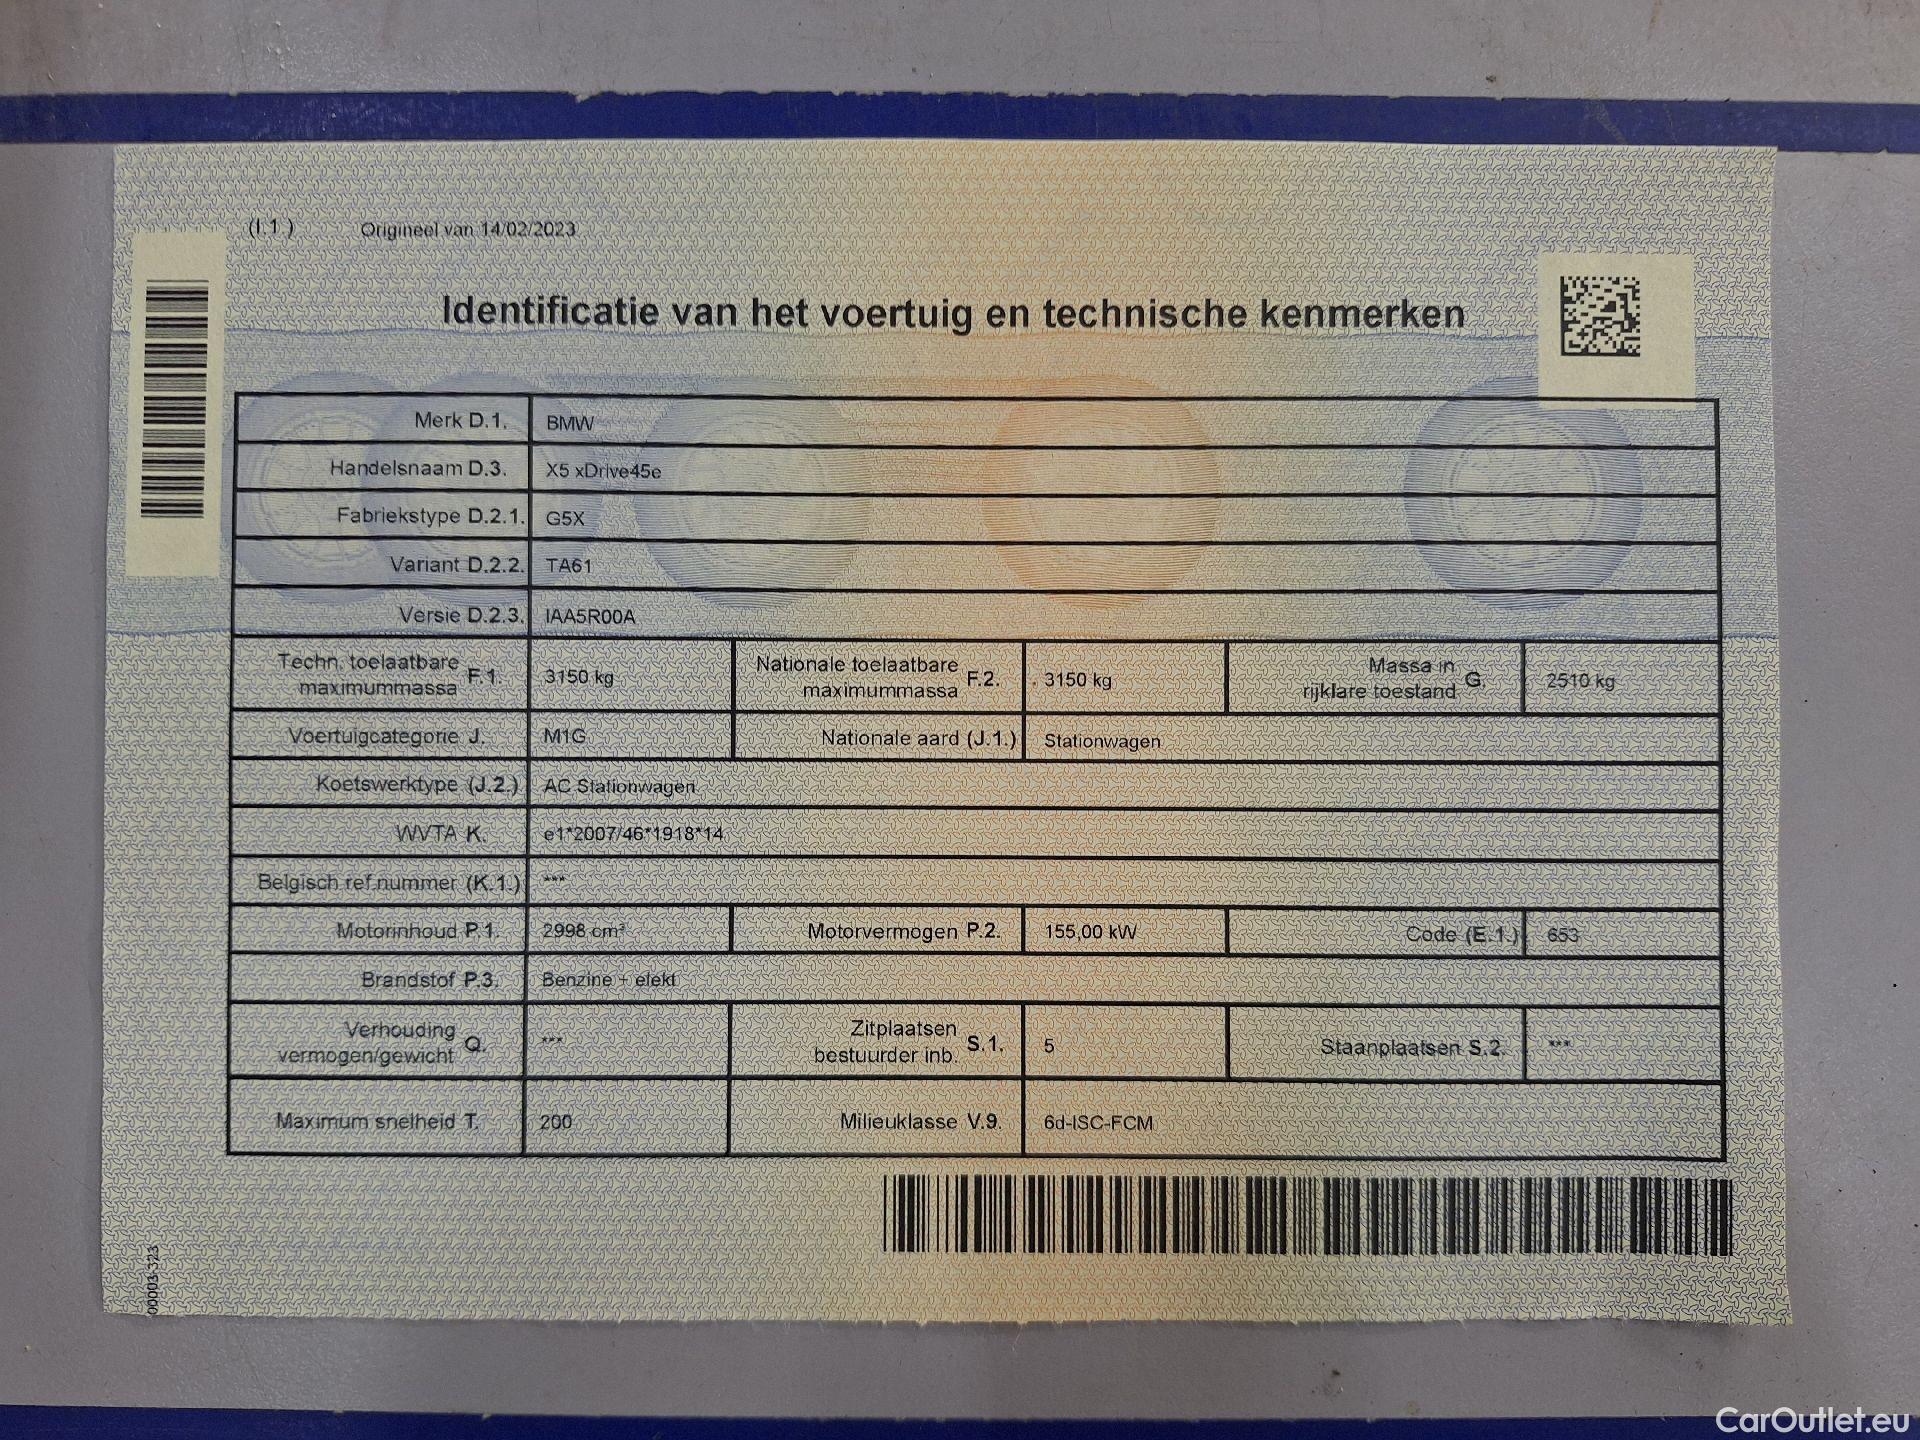 (I.1 ) Origineel van 14/02/2023
Identificatie van het voertuig en technische kenmerken
Merk D.1. BMW
Handelsnaam D.3. X5 xDrive45e
Fabriekstype D.2.1. G5X
Variant D.2.2. TA61
Versie D.2.3. IAA5R00A
Techn. toelaatbare
maximummassa F.1. 3150 kg
Nationale toelaatbare
maximummassa F.2. 3150 kg
Massa in
rijklare toestand G. 2510 kg
Voertuigcategorie J. M1G Nationale aard (J.1.) Stationwagen
Koetswerktype (J.2.) AC Stationwagen
WVTA K. e1*2007/46*1918*14
Belgisch ref.nummer (K.1.) ***
Motorinhoud P.1. 2998 cm³ Motorvermogen P.2. 155,00 kW Code (E.1.) 653
Brandstof P.3. Benzine + elekt
Verhouding
vermogen/gewicht Q. ***
Zitplaatsen
bestuurder inb. S.1. 5
Staanplaatsen S.2. ***
Maximum snelheid T. 200 Milieuklasse V.9. 6d-ISC-FCM
00003-323
CarOutlet.eu